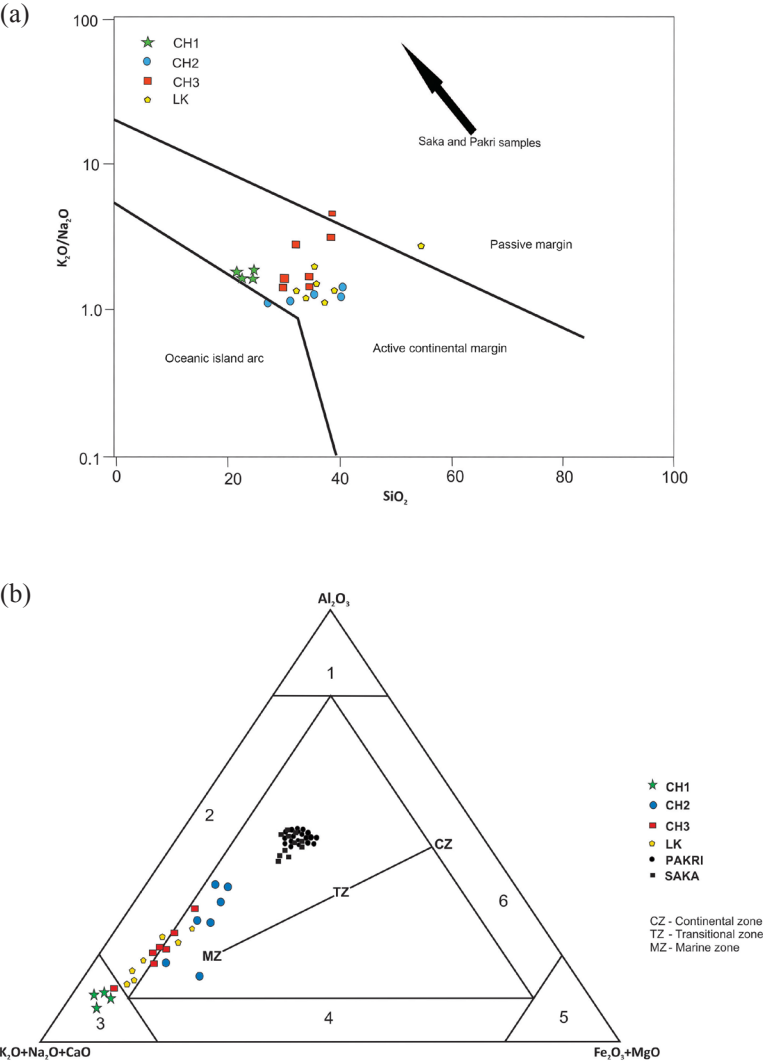 (a)
100
10
1.0
0.1
K₂O/Na₂O
CH1
CH2
CH3
LK
Saka and Pakri samples
Passive margin
Active continental margin
Oceanic island arc
0 20 40 60 80 100
SiO₂
(b)
Al₂O₃
1
2
CZ
TZ
6
MZ
3
4
5
K₂O+Na₂O+CaO
Fe₂O₃+MgO
CH1
CH2
CH3
LK
PAKRI
SAKA
CZ - Continental zone
TZ - Transitional zone
MZ - Marine zone